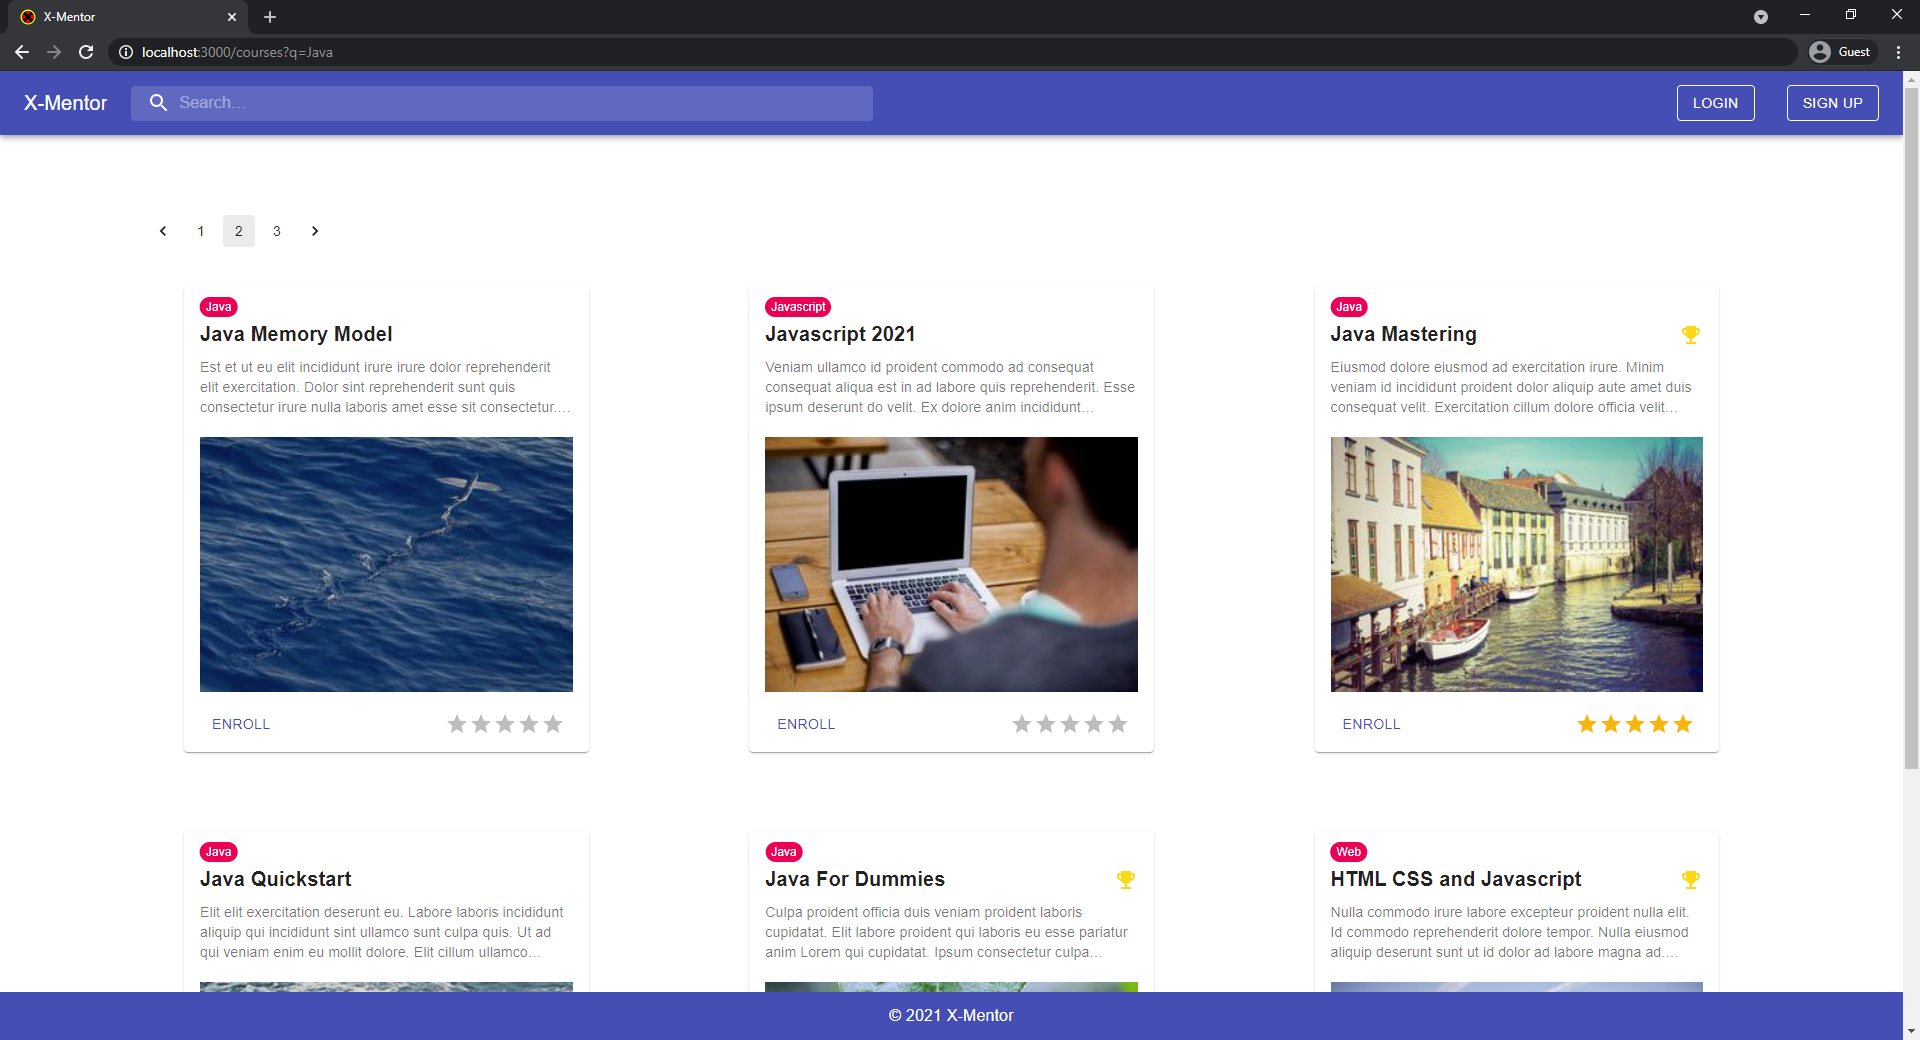 X-Mentor
localhost:3000/courses?q=Java
Guest
X-Mentor
Search...
LOGIN
SIGN UP
1
2
3
Java
Java Memory Model
Est et ut eu elit incididunt irure irure dolor reprehenderit
elit exercitation. Dolor sint reprehenderit sunt quis
consectetur irure nulla laboris amet esse sit consectetur....
ENROLL
Javascript
Javascript 2021
Veniam ullamco id proident commodo ad consequat
consequat aliqua est in ad labore quis reprehenderit. Esse
ipsum deserunt do velit. Ex dolore anim incididunt...
ENROLL
Java
Java Mastering
Eiusmod dolore eiusmod ad exercitation irure. Minim
veniam id incididunt proident dolor aliquip aute amet duis
consequat velit. Exercitation cillum dolore officia velit...
ENROLL
Java
Java Quickstart
Elit elit exercitation deserunt eu. Labore laboris incididunt
aliquip qui incididunt sint ullamco sunt culpa quis. Ut ad
qui veniam enim eu mollit dolore. Elit cillum ullamco...
Java
Java For Dummies
Culpa proident officia duis veniam proident laboris
cupidatat. Elit labore proident qui laboris eu esse pariatur
anim Lorem qui cupidatat. Ipsum consectetur culpa...
Web
HTML CSS and Javascript
Nulla commodo irure labore excepteur proident nulla elit.
Id commodo reprehenderit dolore tempor. Nulla eiusmod
aliquip deserunt sunt ut id dolor ad labore magna ad....
© 2021 X-Mentor